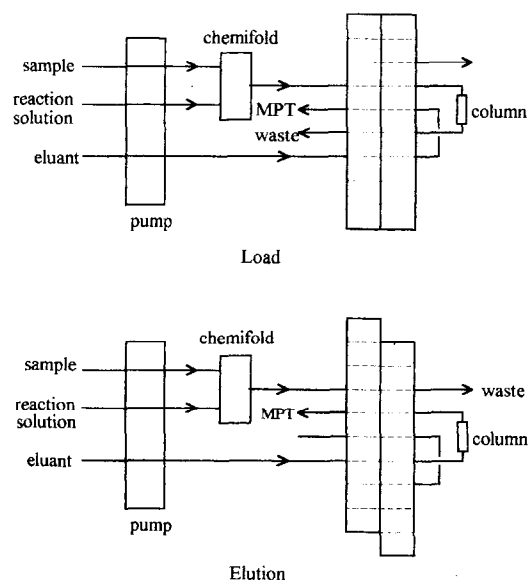 chemifold
sample
reaction
solution
MPT
waste
column
eluant
pump
Load
chemifold
sample
waste
reaction
solution
MPT
column
eluant
pump
Elution